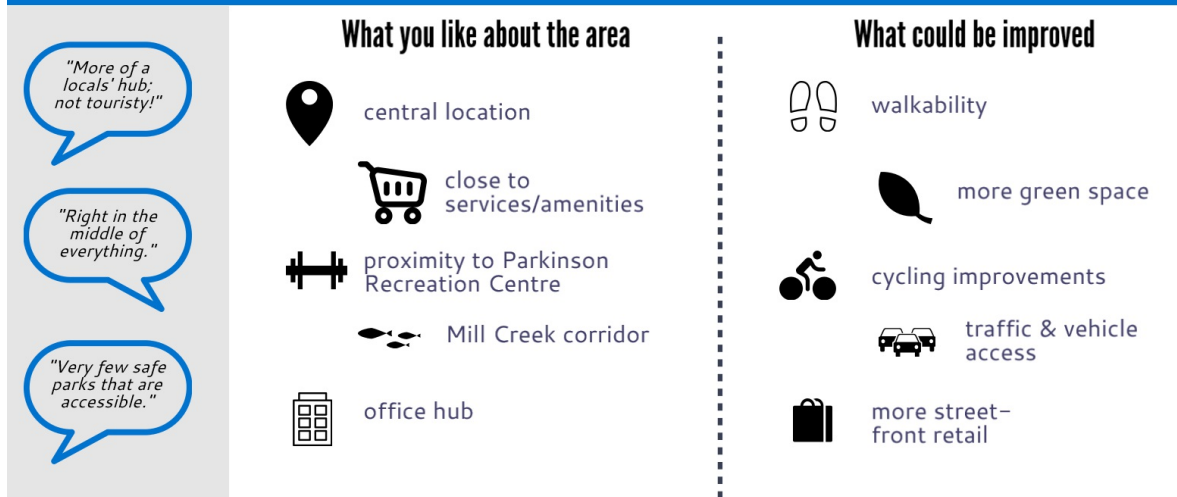 "More of a
locals' hub;
not touristy!"
"Right in the
middle of
everything."
"Very few safe
parks that are
accessible."
What you like about the area
central location
close to
services/amenities
proximity to Parkinson
Recreation Centre
Mill Creek corridor
office hub
What could be improved
walkability
more green space
cycling improvements
traffic & vehicle
access
more street-
front retail